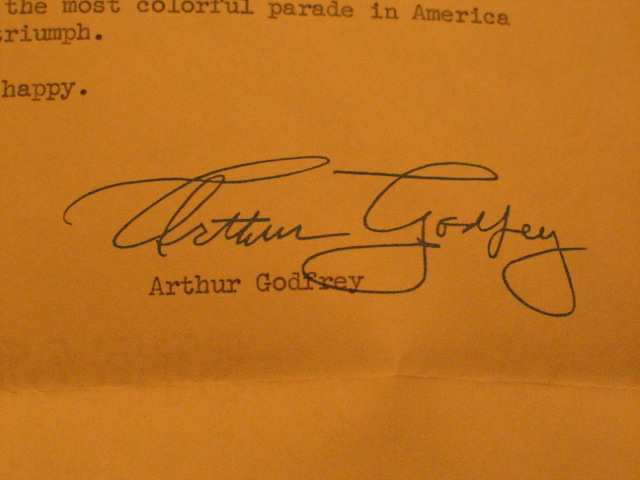 the most colorful parade in America
triumph.
happy.
Arthur Godfrey
Arthur Godfrey